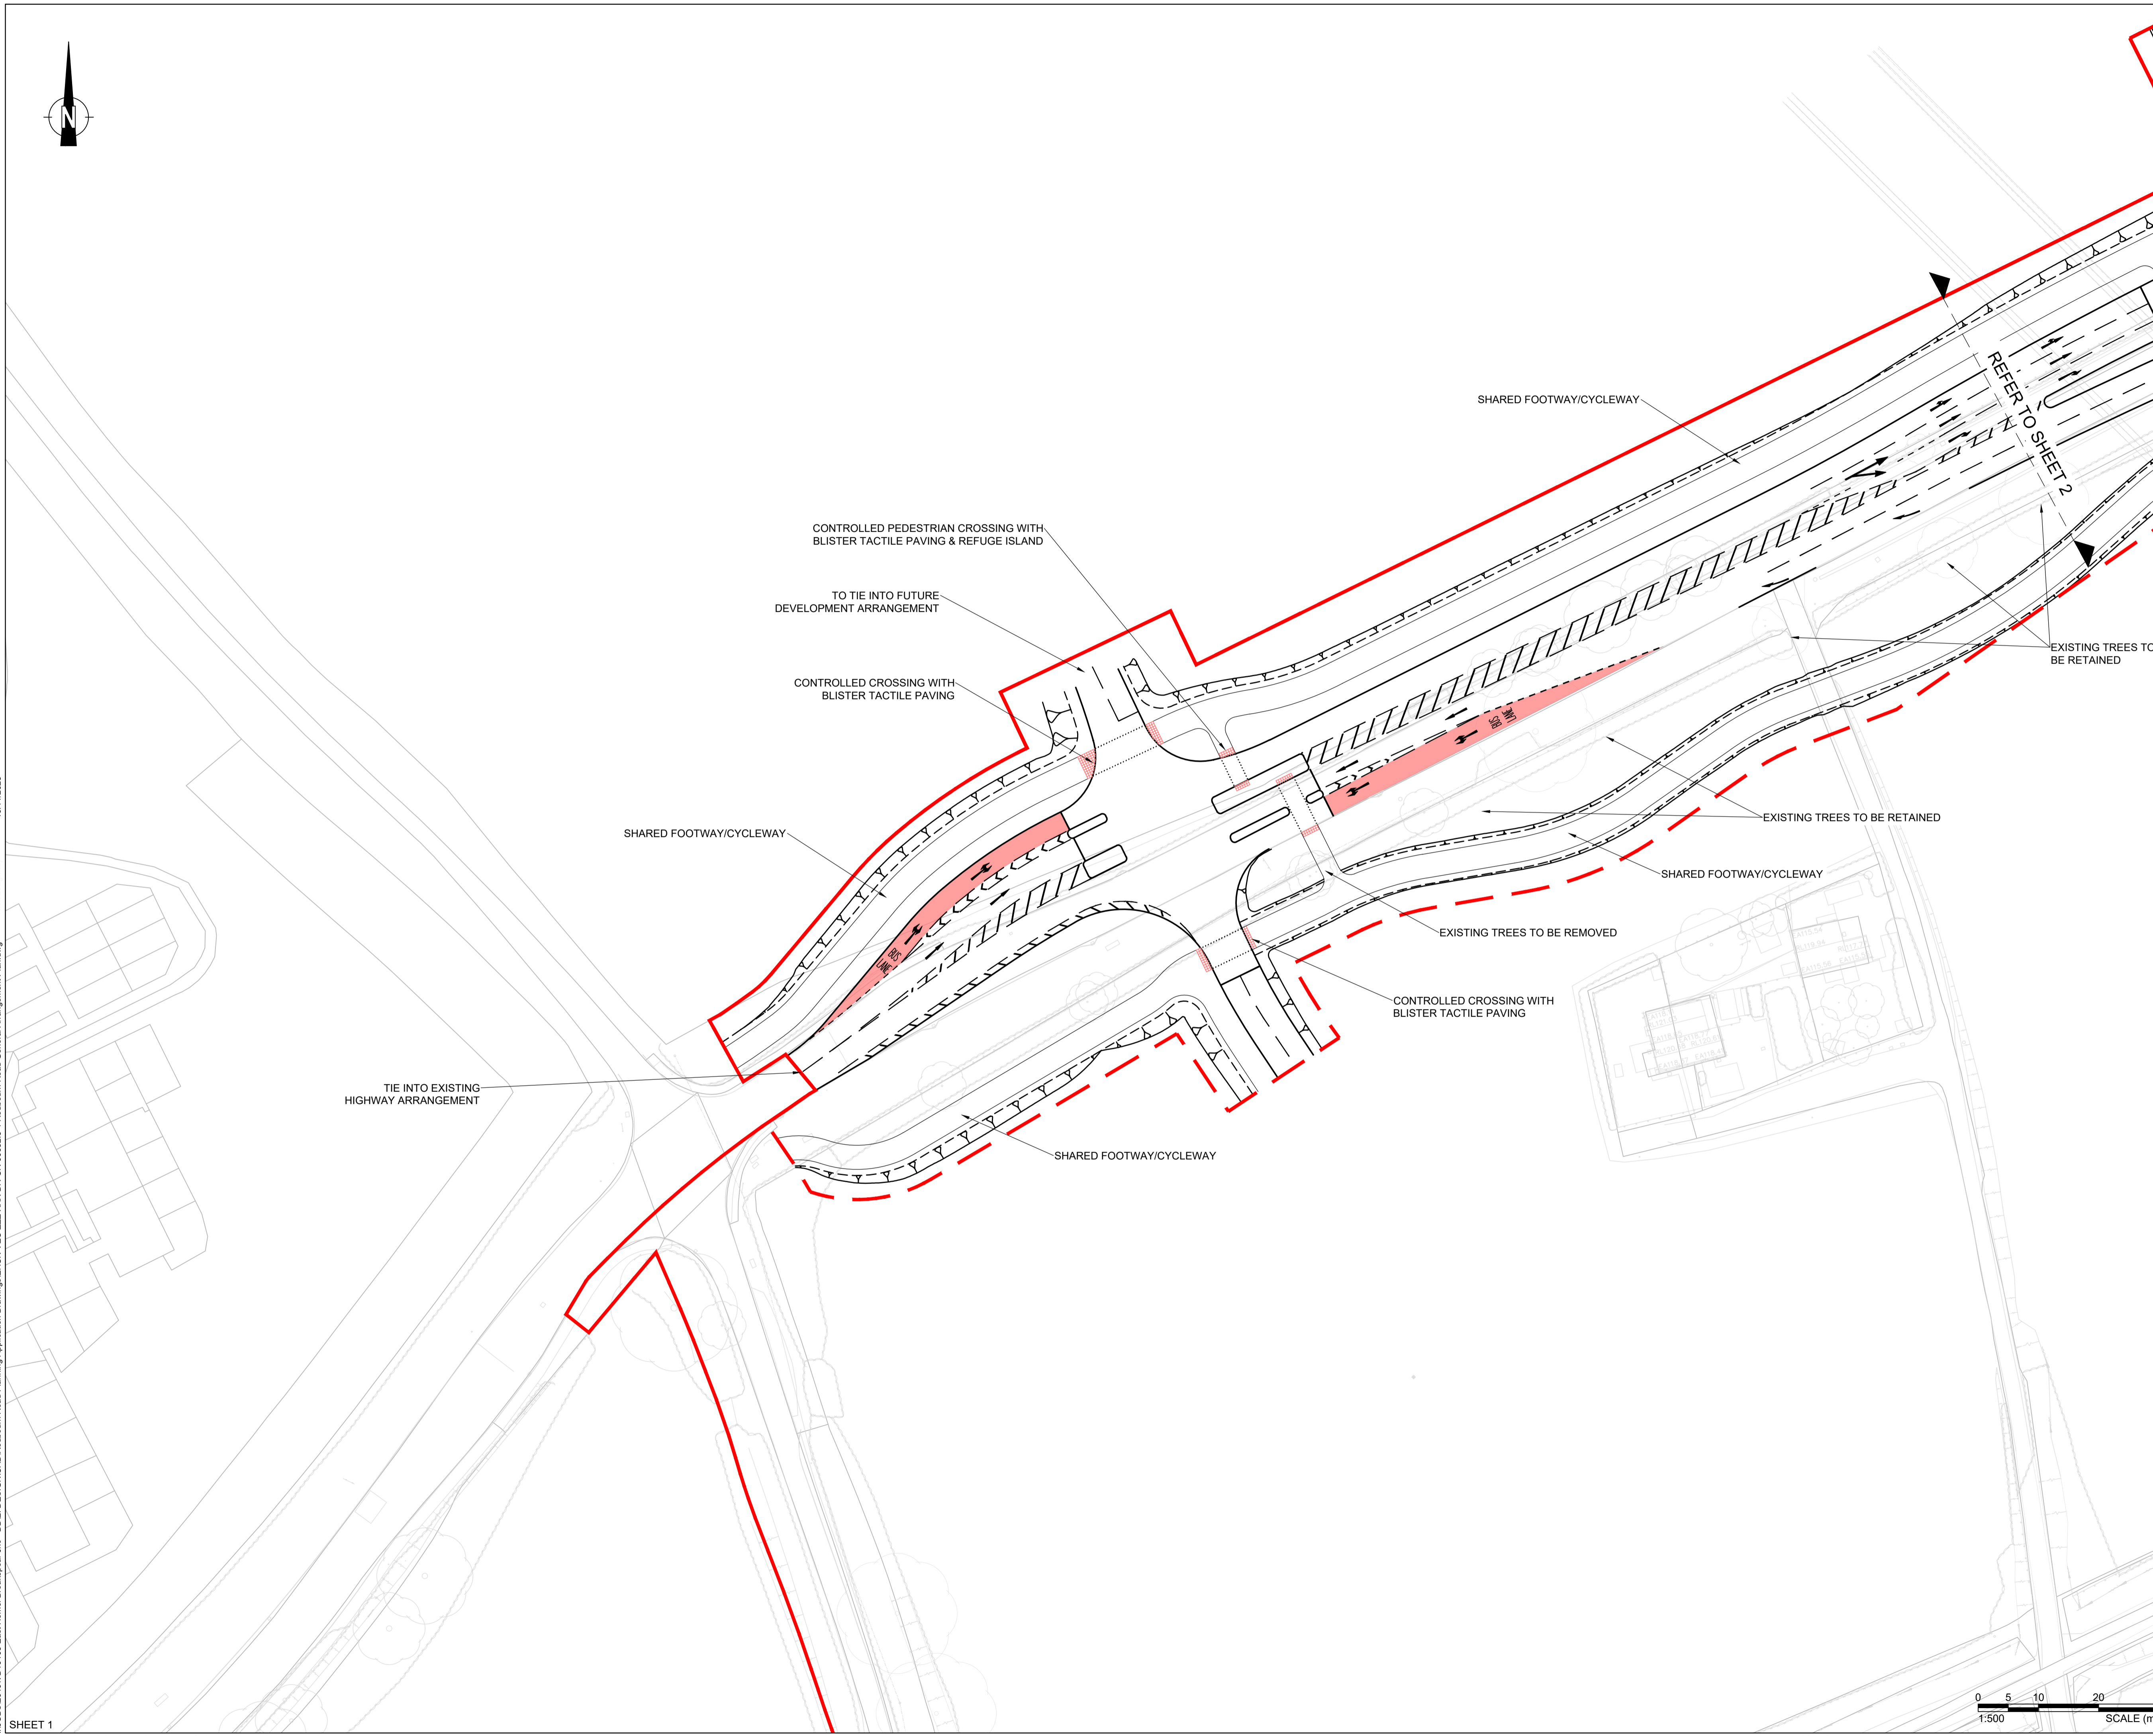 N
SHARED FOOTWAY/CYCLEWAY
REFER TO SHEET 2
CONTROLLED PEDESTRIAN CROSSING WITH
BLISTER TACTILE PAVING & REFUGE ISLAND
TO TIE INTO FUTURE
DEVELOPMENT ARRANGEMENT
CONTROLLED CROSSING WITH
BLISTER TACTILE PAVING
EXISTING TREES TO
BE RETAINED
BUS
LANE
SHARED FOOTWAY/CYCLEWAY
EXISTING TREES TO BE RETAINED
SHARED FOOTWAY/CYCLEWAY
EXISTING TREES TO BE REMOVED
BUS
LANE
CONTROLLED CROSSING WITH
BLISTER TACTILE PAVING
TIE INTO EXISTING
HIGHWAY ARRANGEMENT
SHARED FOOTWAY/CYCLEWAY
0 5 10 20
1:500 SCALE
SHEET 1